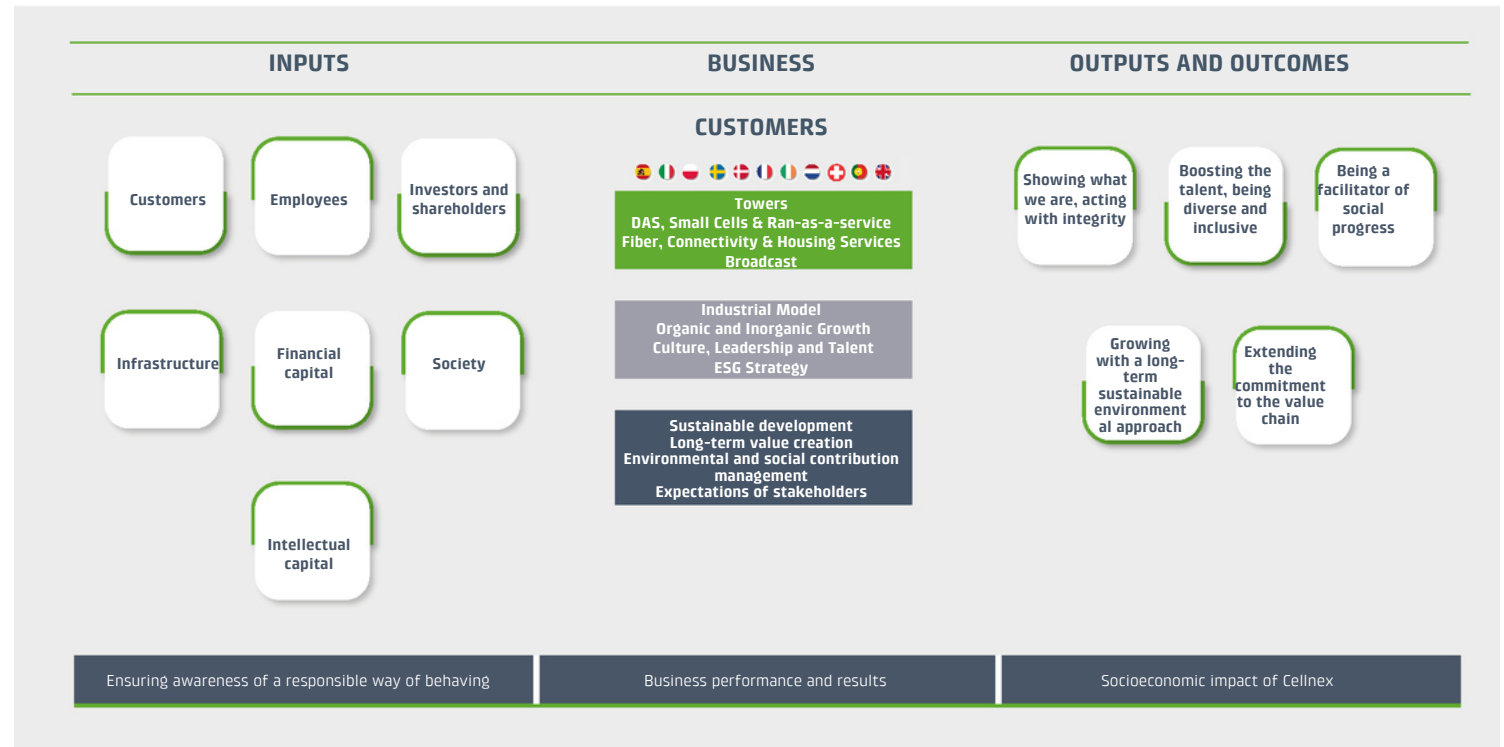 INPUTS
BUSINESS
OUTPUTS AND OUTCOMES
Customers
Employees
Investors and
shareholders
Infrastructure
Financial
capital
Society
Intellectual
capital
CUSTOMERS
Towers
DAS, Small Cells & Ran-as-a-service
Fiber, Connectivity & Housing Services
Broadcast
Industrial Model
Organic and Inorganic Growth
Culture, Leadership and Talent
ESG Strategy
Sustainable development
Long-term value creation
Environmental and social contribution
management
Expectations of stakeholders
Showing what
we are, acting
with integrity
Boosting the
talent, being
diverse and
inclusive
Being a
facilitator of
social
progress
Growing
with a long-
term
sustainable
environment
al approach
Extending
the
commitment
to the value
chain
Ensuring awareness of a responsible way of behaving
Business performance and results
Socioeconomic impact of Cellnex